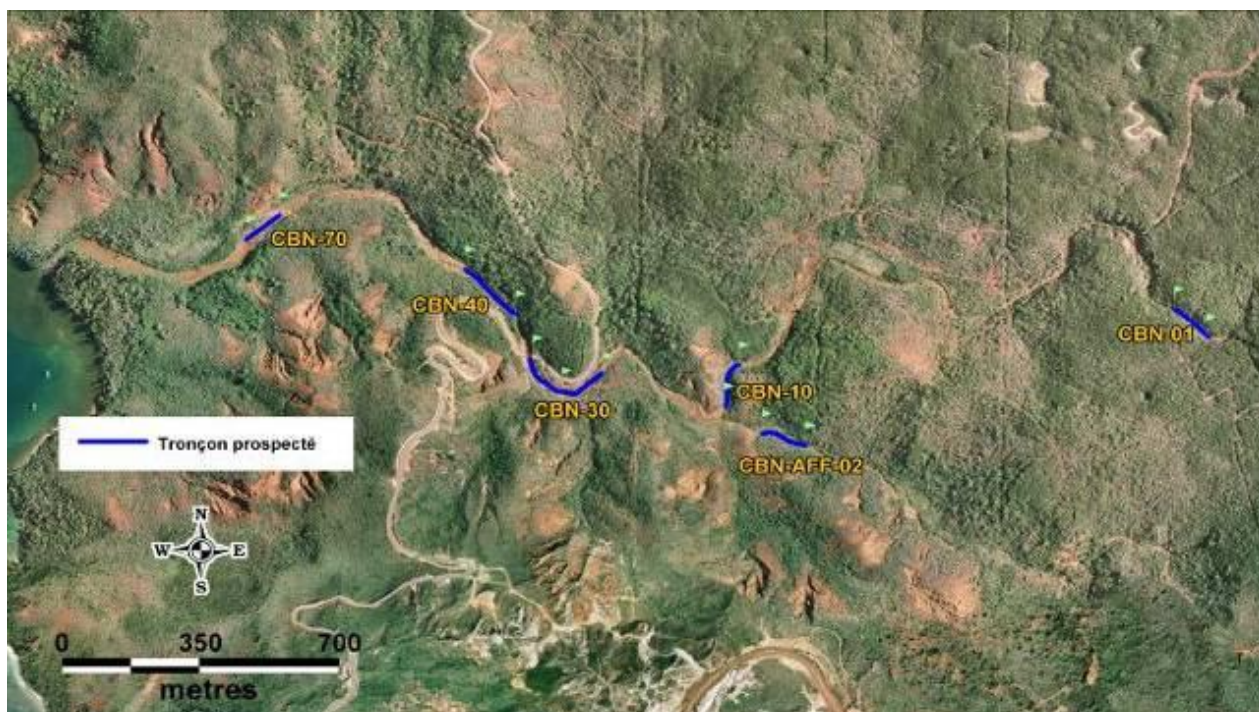 CBN-70
CBN-40
CBN-01
CBN-30
CBN-10
CBN-AFF-02
Tronçon prospecté
N
W E
S
0 350 700
metres